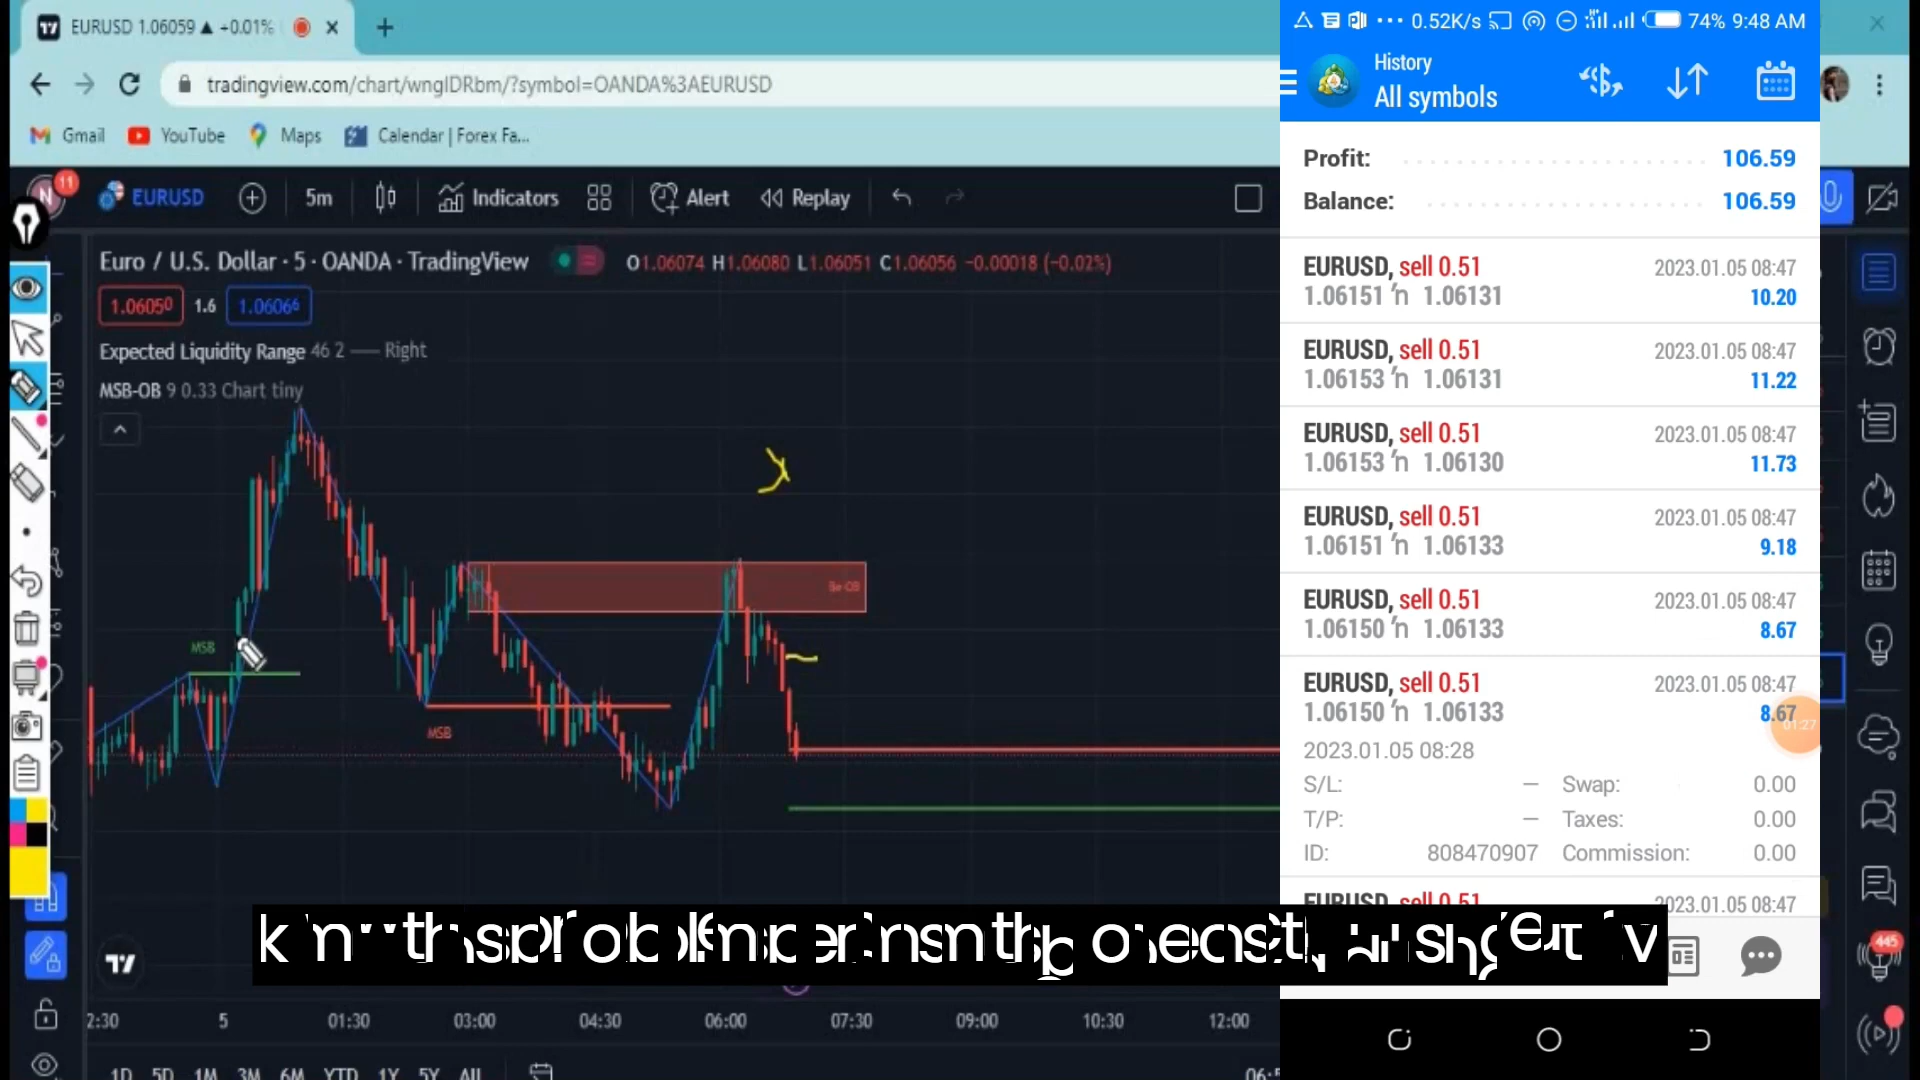 EURUSD 1.06059 ▲ +0.01%
tradingview.com/chart/wnglDRbm/?symbol=OANDA%3AEURUSD
Gmail YouTube Maps Calendar | Forex Fa...
11
EURUSD 5m Indicators Alert Replay
Euro / U.S. Dollar · 5 · OANDA · TradingView O1.06074 H1.06080 L1.06051 C1.06056 −0.00018 (−0.02%)
1.06050 1.6 1.06066
Expected Liquidity Range 46 2 Right
MSB-OB 9 0.33 Chart tiny
Be-OB
MSB
MSB
2:30 5 01:30 03:00 04:30 06:00 07:30 09:00 10:30 12:00
1D 5D 1M 3M 6M YTD 1Y 5Y All
0.52K/s 74% 9:48 AM
History
All symbols
Profit: 106.59
Balance: 106.59
EURUSD, sell 0.51 2023.01.05 08:47
1.06151 1.06131 10.20
EURUSD, sell 0.51 2023.01.05 08:47
1.06153 1.06131 11.22
EURUSD, sell 0.51 2023.01.05 08:47
1.06153 1.06130 11.73
EURUSD, sell 0.51 2023.01.05 08:47
1.06151 1.06133 9.18
EURUSD, sell 0.51 2023.01.05 08:47
1.06150 1.06133 8.67
EURUSD, sell 0.51 2023.01.05 08:47
1.06150 1.06133 8.67
01:27
2023.01.05 08:28
S/L: – Swap: 0.00
T/P: – Taxes: 0.00
ID: 808470907 Commission: 0.00
EURUSD, sell 0.51 2023.01.05 08:47
445